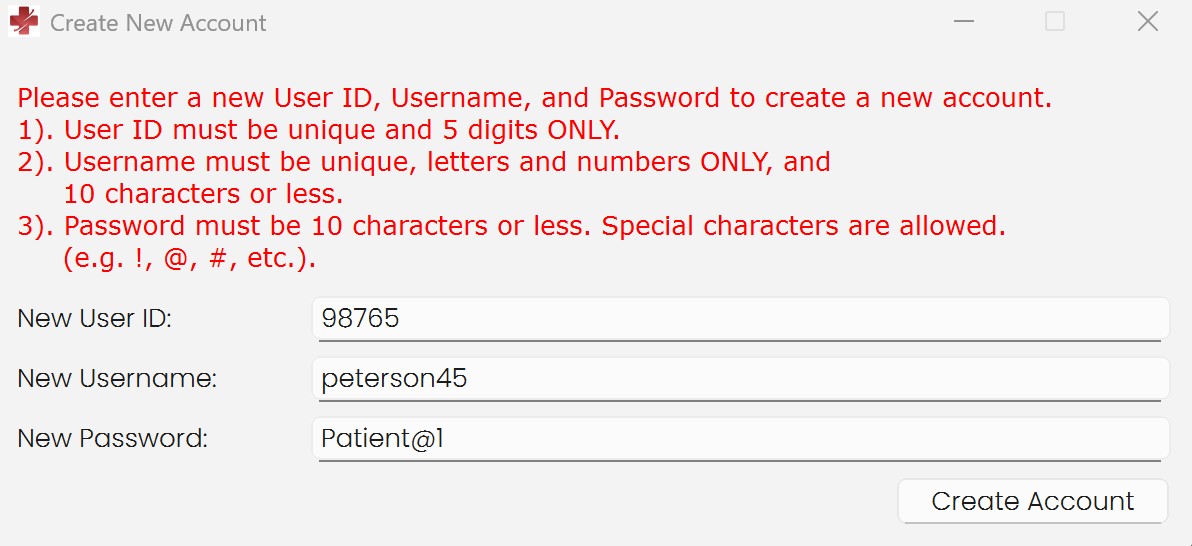 Create New Account
Please enter a new User ID, Username, and Password to create a new account.
1). User ID must be unique and 5 digits ONLY.
2). Username must be unique, letters and numbers ONLY, and
10 characters or less.
3). Password must be 10 characters or less. Special characters are allowed.
(e.g. !, @, #, etc.).
New User ID: 98765
New Username: peterson45
New Password: Patient@1
Create Account